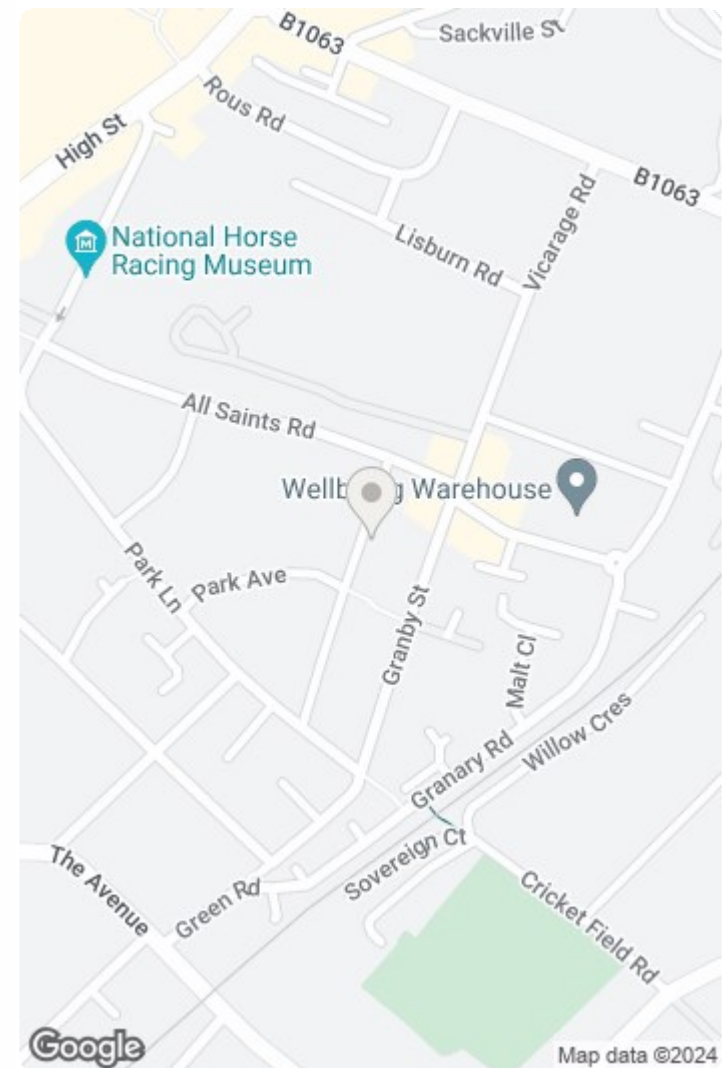 B1063
Sackville St
Rous Rd
High St
B1063
Vicarage Rd
Lisburn Rd
National Horse
Racing Museum
All Saints Rd
Warehouse
Park Ln
Park Ave
Granby St
Malt Cl
Willow Cres
Granary Rd
Sovereign Ct
The Avenue
Green Rd
Cricket Field Rd
Google
Map data ©2024